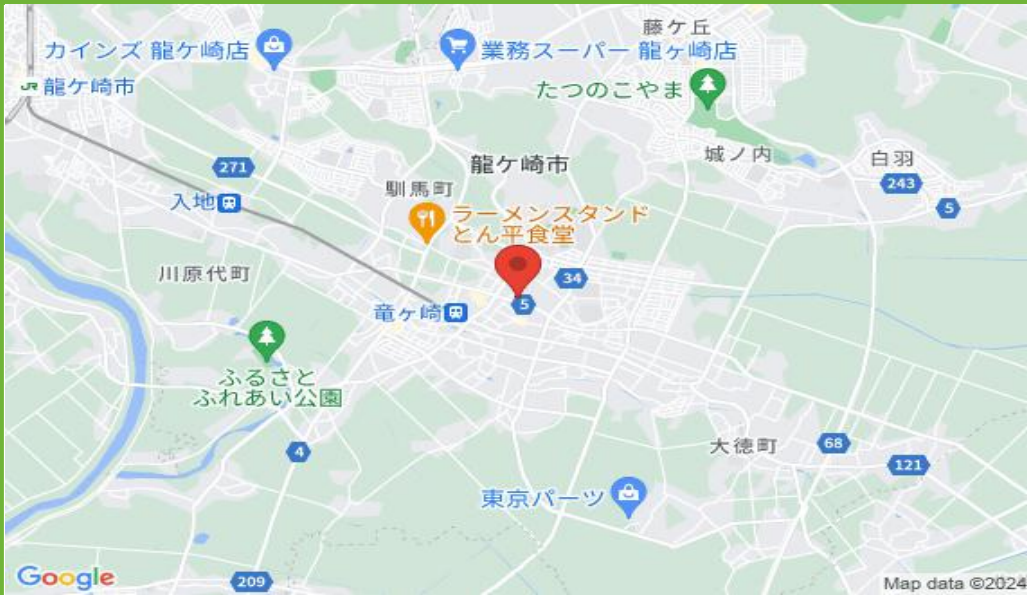 藤ケ丘
カインズ 龍ケ崎店
業務スーパー 龍ヶ崎店
JR 龍ケ崎市
たつのこやま
城ノ内
白羽
龍ケ崎市
271
243
馴馬町
入地
5
ラーメンスタンド
とん平食堂
川原代町
34
竜ヶ崎
5
ふるさと
ふれあい公園
4
大徳町
68
121
東京パーツ
Google
209
Map data ©2024